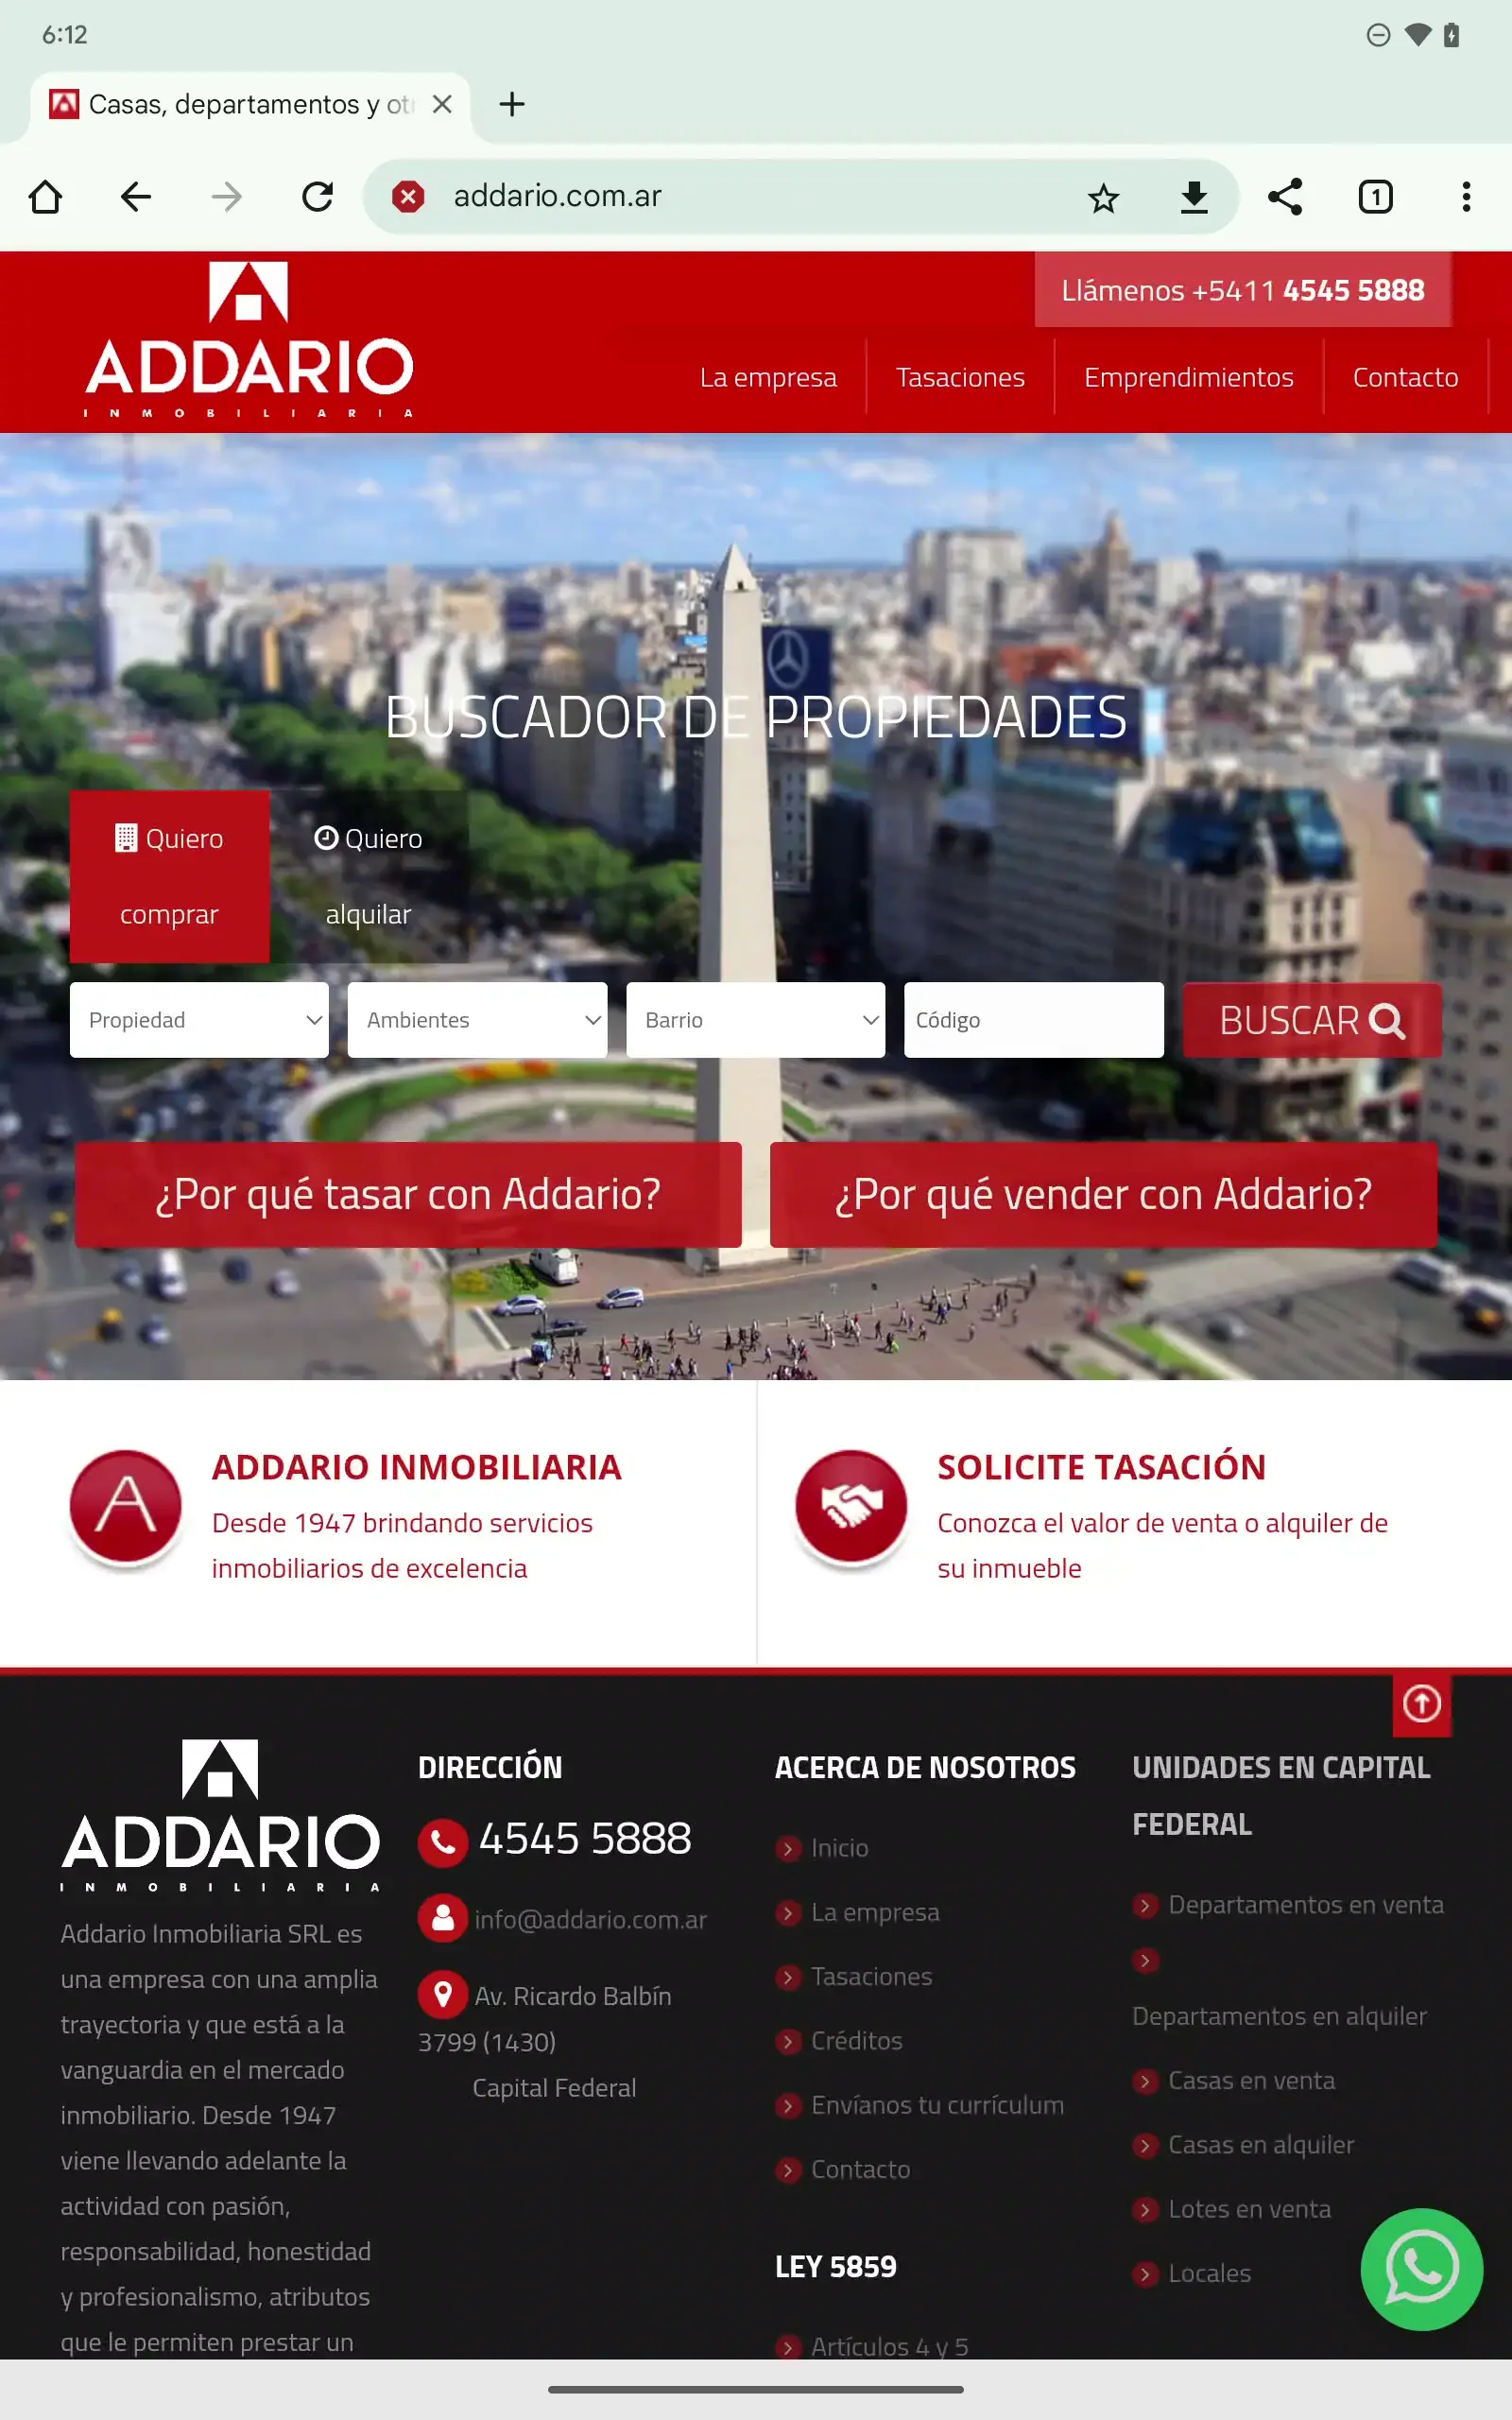 6:12
Casas, departamentos y ot
addario.com.ar
1
ADDARIO
INMOBILIARIA
Llámenos +5411 4545 5888
La empresa
Tasaciones
Emprendimientos
Contacto
BUSCADOR DE PROPIEDADES
Quiero
comprar
Quiero
alquilar
Propiedad
Ambientes
Barrio
Código
BUSCAR
¿Por qué tasar con Addario?
¿Por qué vender con Addario?
A
ADDARIO INMOBILIARIA
Desde 1947 brindando servicios
inmobiliarios de excelencia
SOLICITE TASACIÓN
Conozca el valor de venta o alquiler de
su inmueble
ADDARIO
INMOBILIARIA
Addario Inmobiliaria SRL es
una empresa con una amplia
trayectoria y que está a la
vanguardia en el mercado
inmobiliario. Desde 1947
viene llevando adelante la
actividad con pasión,
responsabilidad, honestidad
y profesionalismo, atributos
que le permiten prestar un
DIRECCIÓN
4545 5888
info@addario.com.ar
Av. Ricardo Balbín
3799 (1430)
Capital Federal
ACERCA DE NOSOTROS
Inicio
La empresa
Tasaciones
Créditos
Envíanos tu currículum
Contacto
LEY 5859
Artículos 4 y 5
UNIDADES EN CAPITAL
FEDERAL
Departamentos en venta
Departamentos en alquiler
Casas en venta
Casas en alquiler
Lotes en venta
Locales